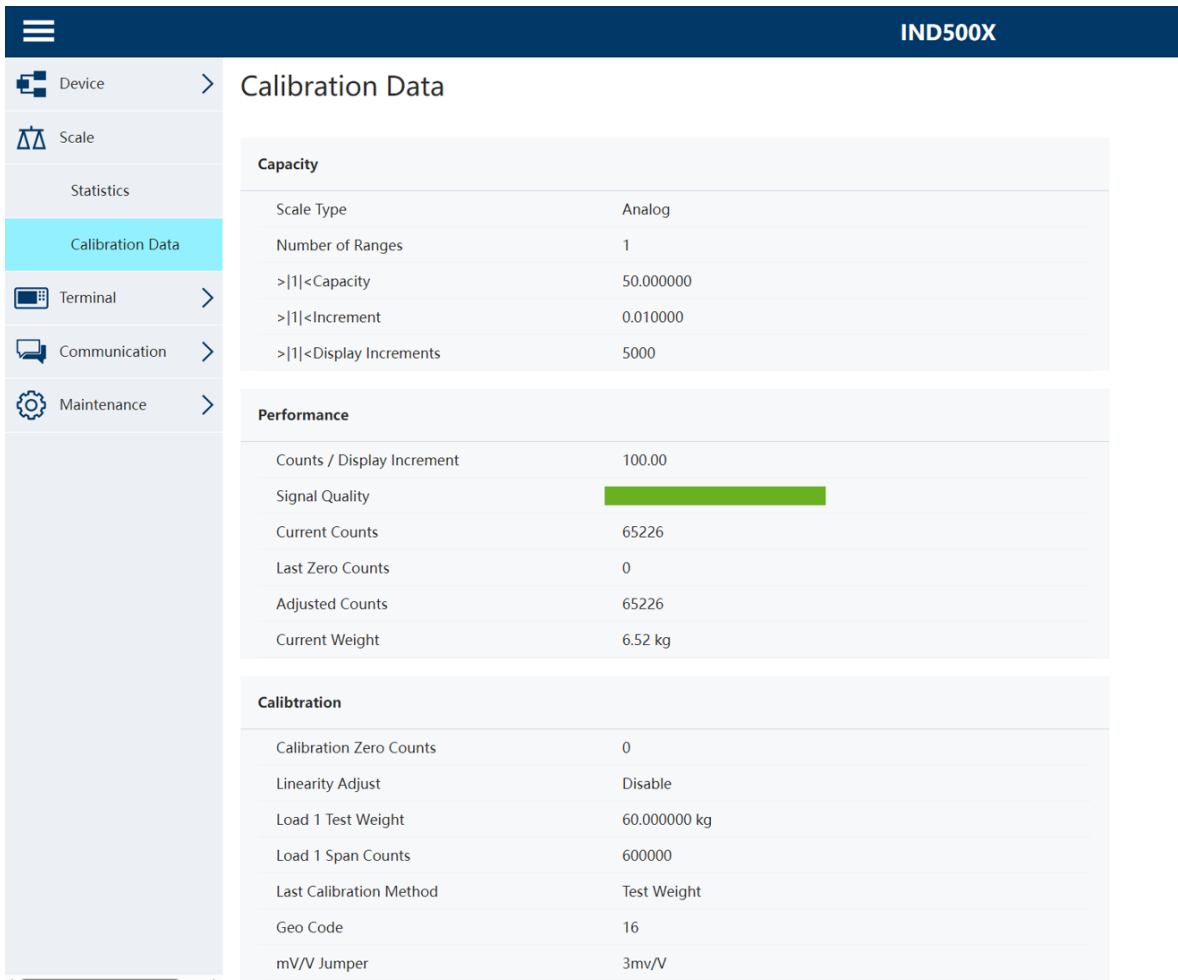 IND500X
Device
Scale
Statistics
Calibration Data
Terminal
Communication
Maintenance
Calibration Data
Capacity
Scale Type Analog
Number of Ranges 1
>|1|<Capacity 50.000000
>|1|<Increment 0.010000
>|1|<Display Increments 5000
Performance
Counts / Display Increment 100.00
Signal Quality
Current Counts 65226
Last Zero Counts 0
Adjusted Counts 65226
Current Weight 6.52 kg
Calibtration
Calibration Zero Counts 0
Linearity Adjust Disable
Load 1 Test Weight 60.000000 kg
Load 1 Span Counts 600000
Last Calibration Method Test Weight
Geo Code 16
mV/V Jumper 3mv/V